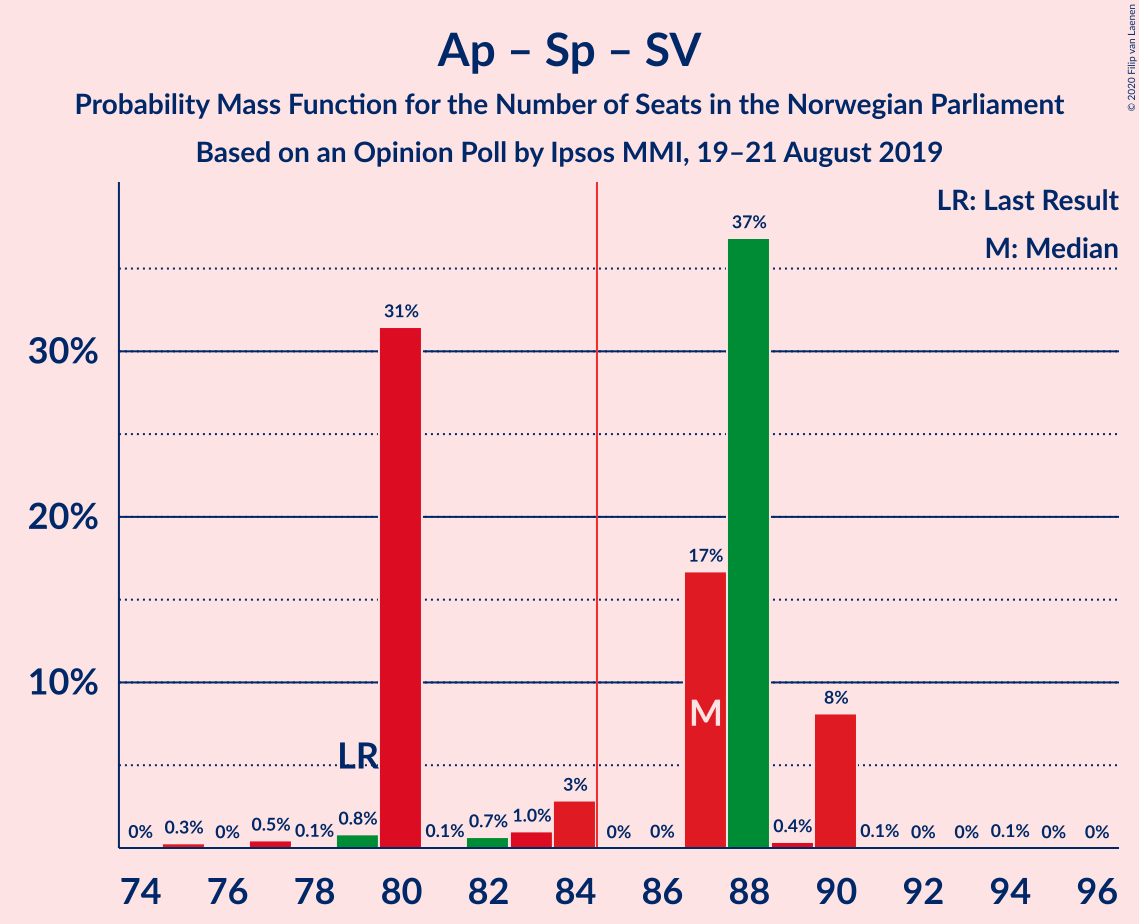 Ap – Sp – SV
Probability Mass Function for the Number of Seats in the Norwegian Parliament
Based on an Opinion Poll by Ipsos MMI, 19–21 August 2019
© 2020 Filip van Laenen
LR: Last Result
M: Median
30%
20%
10%
0% 0.3% 0% 0.5% 0.1% 0.8% 31% 0.1% 0.7% 1.0% 3% 0% 0% 17% 37% 0.4% 8% 0.1% 0% 0% 0.1% 0% 0%
LR
M
74 76 78 80 82 84 86 88 90 92 94 96